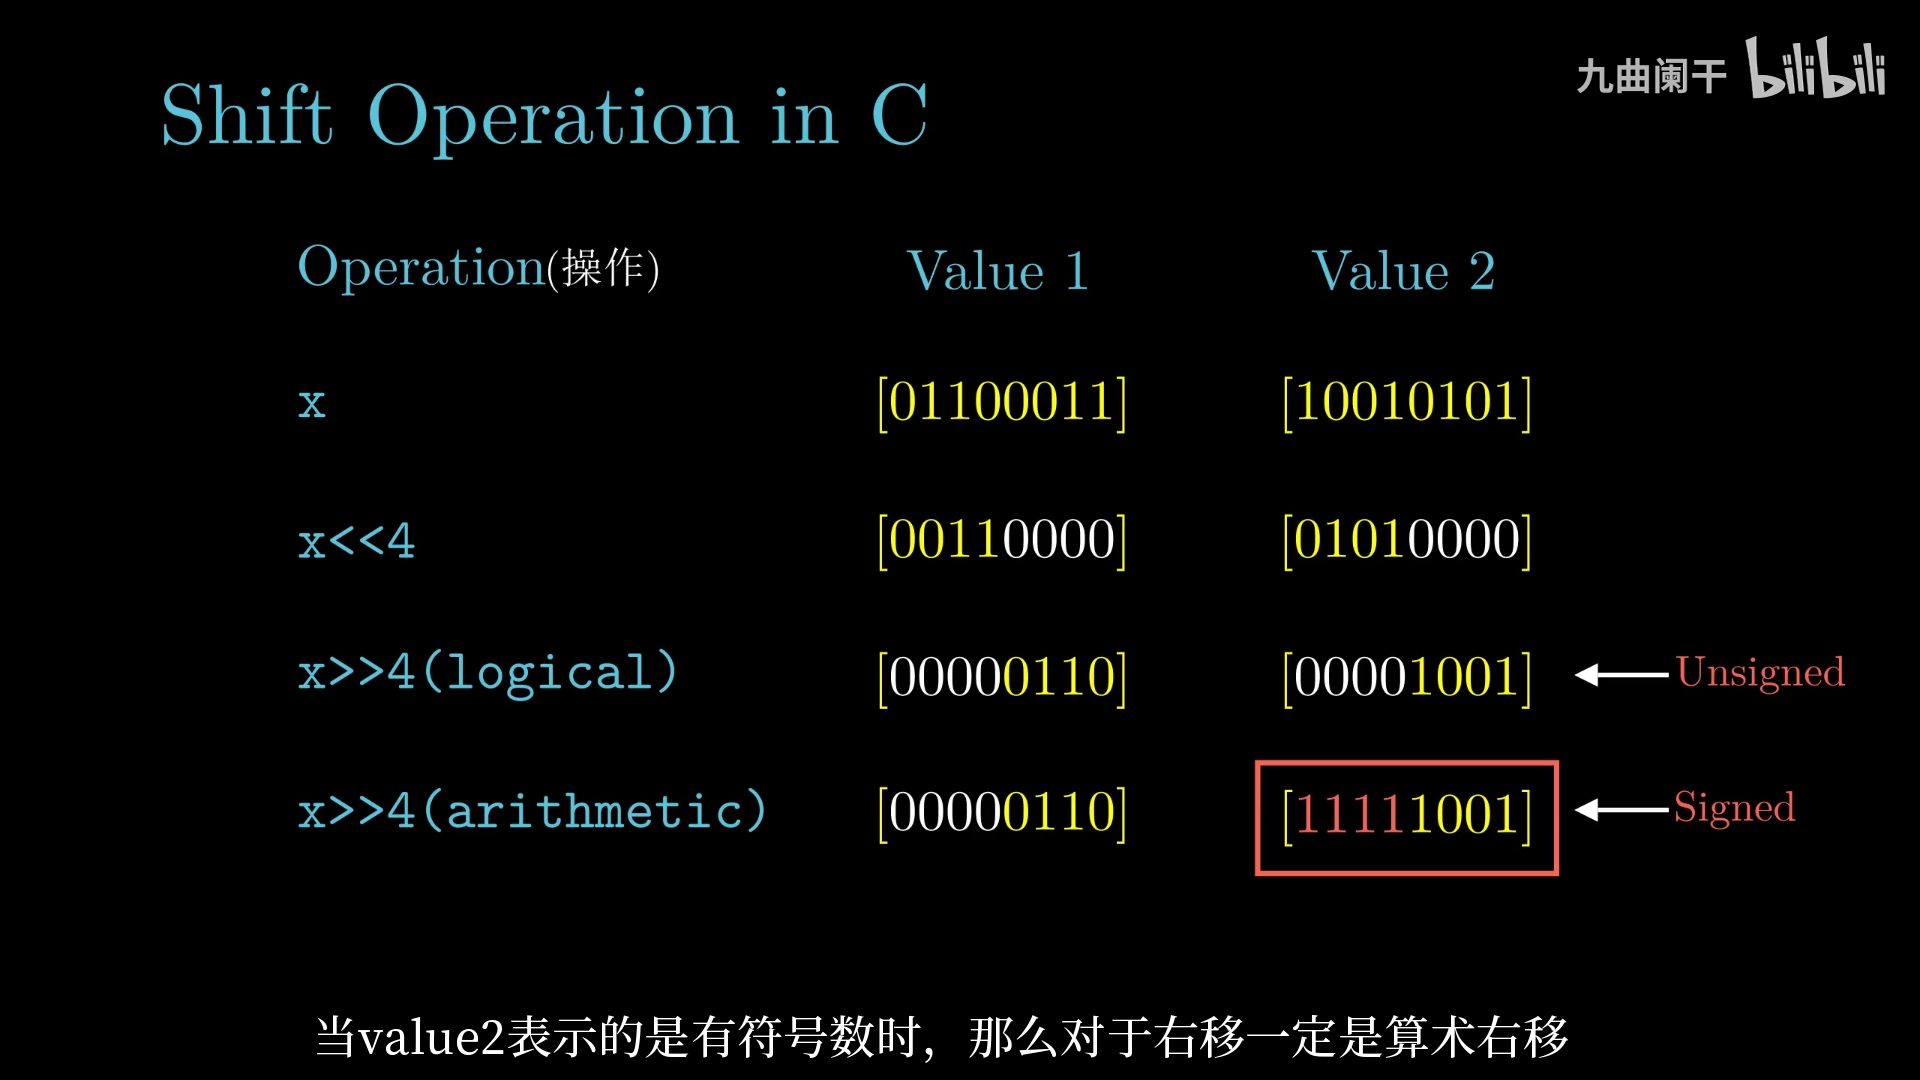 九曲阑干 bilibili
Shift Operation in C
Operation(操作) Value 1 Value 2
x [01100011] [10010101]
x<<4 [00110000] [01010000]
x>>4(logical) [00000110] [00001001] Unsigned
x>>4(arithmetic) [00000110] [11111001] Signed
当value2表示的是有符号数时，那么对于右移一定是算术右移